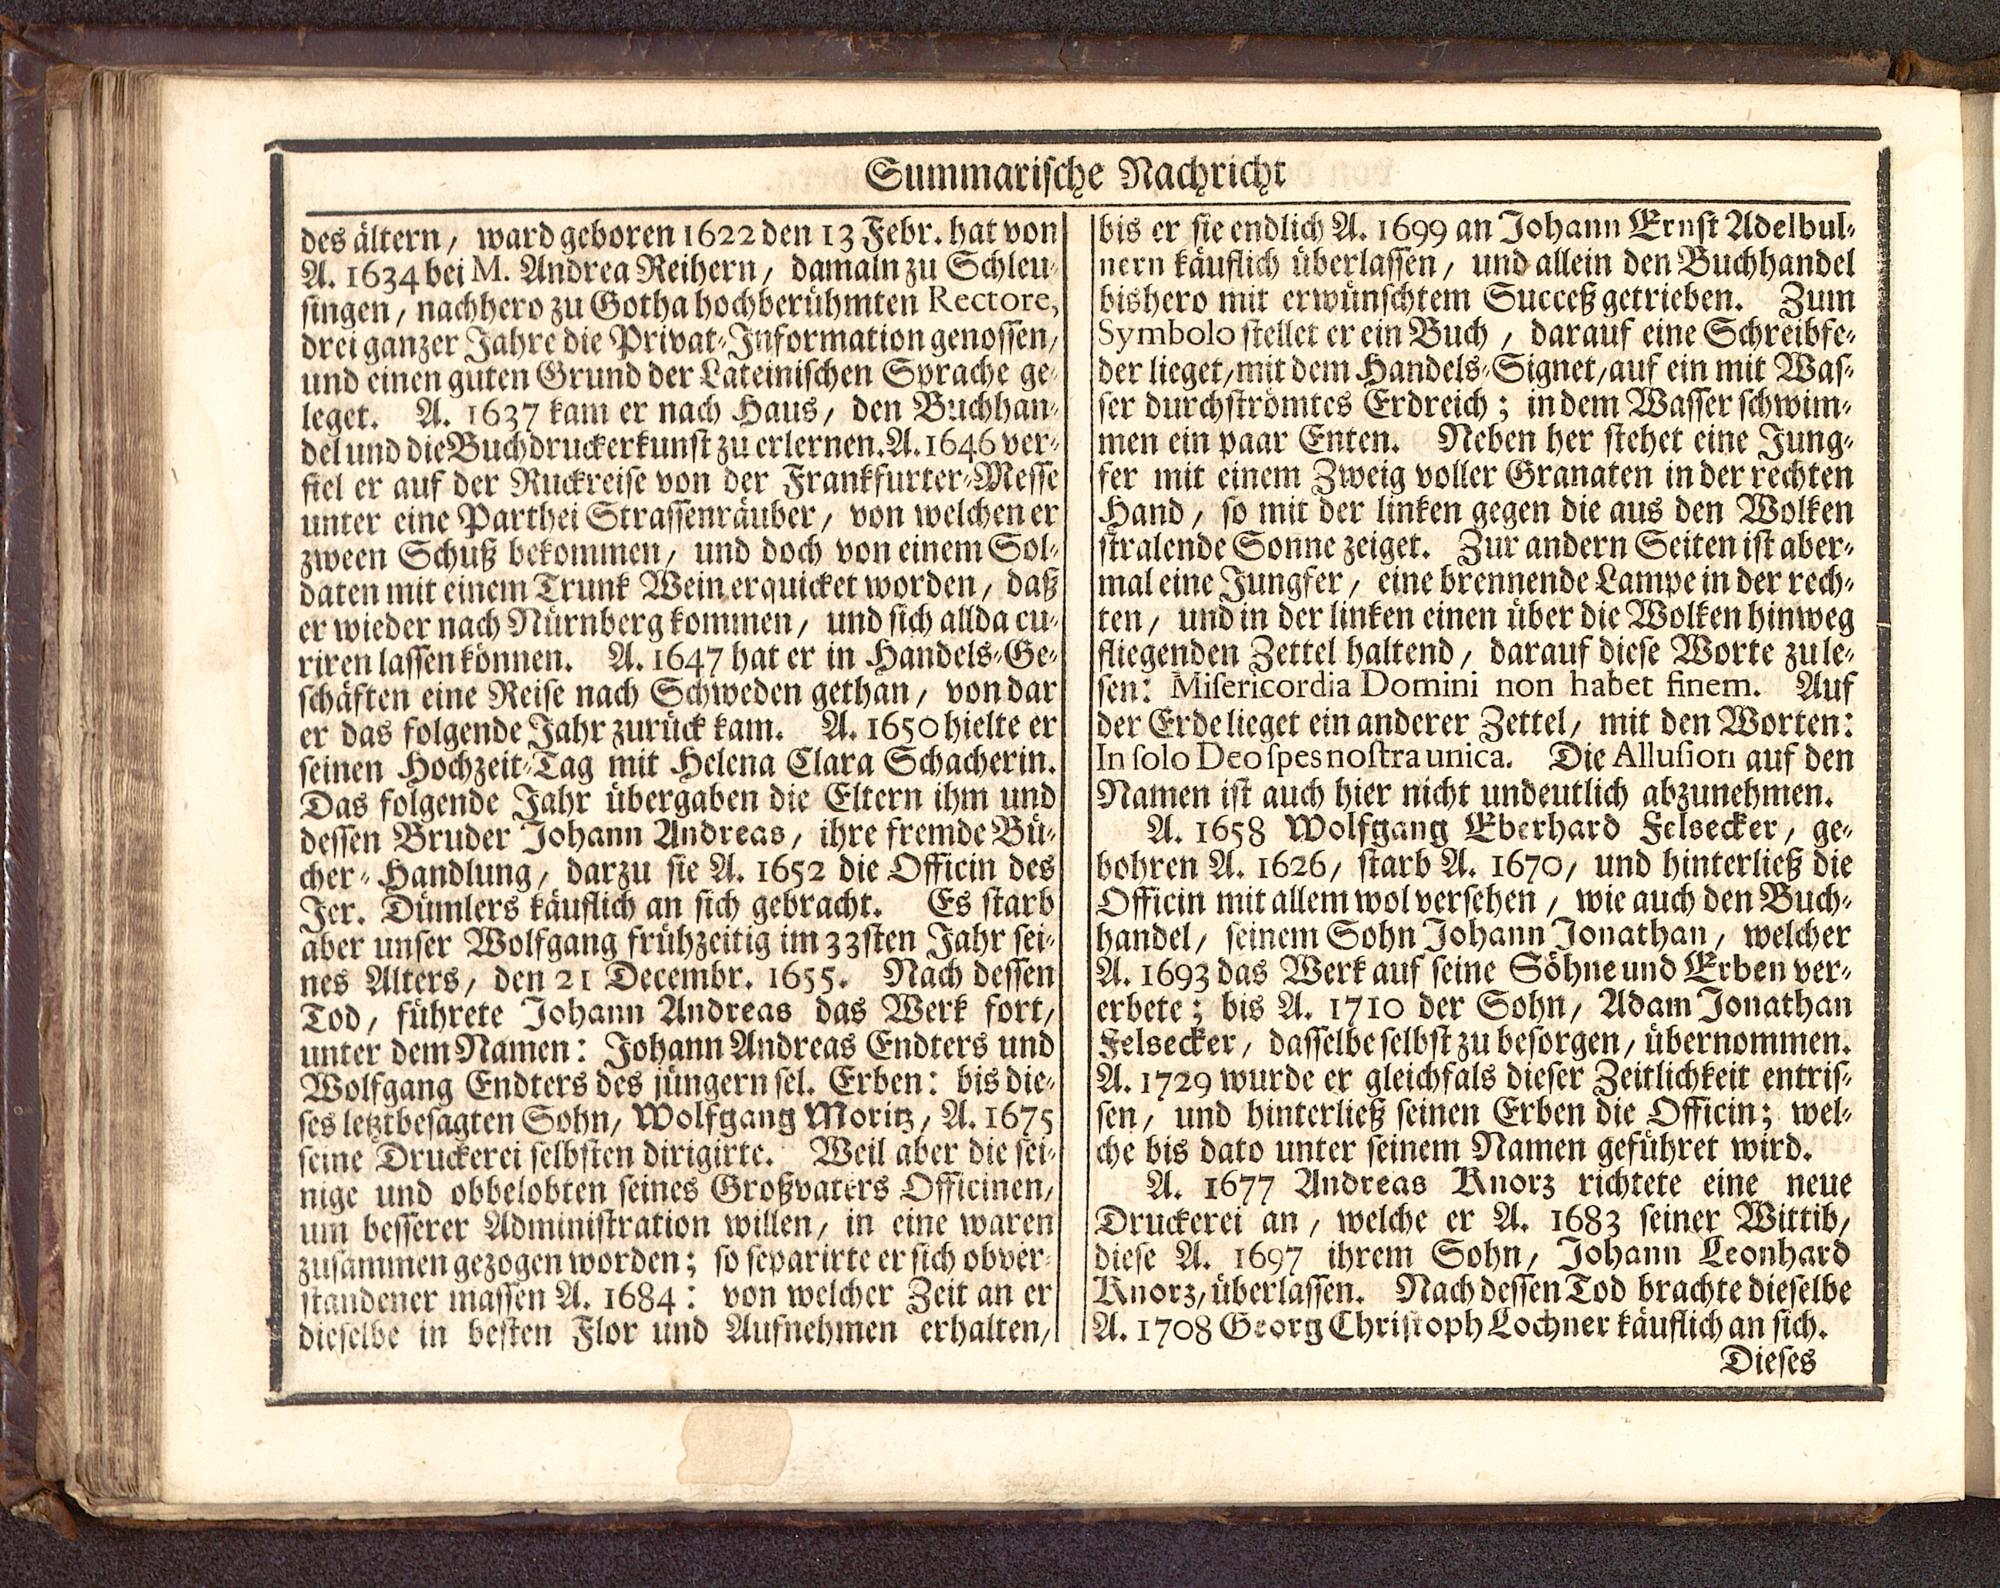 Summarische Nachricht
des ältern, ward geboren 1622 den 13 Febr. hat von
A. 1634 bei M. Andrea Reihern, damaln zu Schleu-
singen, nachhero zu Gotha hochberühmten Rectore,
drei ganzer Jahre die Privat-Information genossen,
und einen guten Grund der Lateinischen Sprache ge-
leget. A. 1637 kam er nach Haus, den Buchhan-
del und die Buchdruckerkunst zu erlernen. A. 1646 ver-
fiel er auf der Ruckreise von der Frankfurter-Messe
unter eine Parthei Strassenräuber, von welchen er
zween Schuß bekommen, und doch von einem Sol-
daten mit einem Trunk Wein erquicket worden, daß
er wieder nach Nürnberg kommen, und sich allda cu-
riren lassen können. A. 1647 hat er in Handels-Ge-
schäften eine Reise nach Schweden gethan, von dar
er das folgende Jahr zurück kam. A. 1650 hielte er
seinen Hochzeit-Tag mit Helena Clara Schacherin.
Das folgende Jahr übergaben die Eltern ihm und
dessen Bruder Johann Andreas, ihre fremde Bü-
cher-Handlung, darzu sie A. 1652 die Officin des
Jer. Dümlers käuflich an sich gebracht. Es starb
aber unser Wolfgang frühzeitig im 33sten Jahr sei-
nes Alters, den 21 Decembr. 1655. Nach dessen
Tod, führete Johann Andreas das Werk fort,
unter dem Namen: Johann Andreas Endters und
Wolfgang Endters des jüngern sel. Erben: bis die-
ses letztbesagten Sohn, Wolfgang Moritz, A. 1675
seine Druckerei selbsten dirigirte. Weil aber die sei-
nige und obbelobten seines Großvaters Officinen,
um besserer Administration willen, in eine waren
zusammen gezogen worden; so separirte er sich obver-
standener massen A. 1684: von welcher Zeit an er
dieselbe in besten Flor und Aufnehmen erhalten,
bis er sie endlich A. 1699 an Johann Ernst Adelbul-
nern käuflich überlassen, und allein den Buchhandel
bishero mit erwünschtem Succeß getrieben. Zum
Symbolo stellet er ein Buch, darauf eine Schreibfe-
der lieget, mit dem Handels-Signet, auf ein mit Was-
ser durchströmtes Erdreich; in dem Wasser schwim-
men ein paar Enten. Neben her stehet eine Jung-
fer mit einem Zweig voller Granaten in der rechten
Hand, so mit der linken gegen die aus den Wolken
stralende Sonne zeiget. Zur andern Seiten ist aber-
mal eine Jungfer, eine brennende Lampe in der rech-
ten, und in der linken einen über die Wolken hinweg
fliegenden Zettel haltend, darauf diese Worte zu le-
sen: Misericordia Domini non habet finem. Auf
der Erde lieget ein anderer Zettel, mit den Worten:
In solo Deo spes nostra unica. Die Allusion auf den
Namen ist auch hier nicht undeutlich abzunehmen.
A. 1658 Wolfgang Eberhard Felsecker, ge-
bohren A. 1626, starb A. 1670, und hinterließ die
Officin mit allem wol versehen, wie auch den Buch-
handel, seinem Sohn Johann Jonathan, welcher
A. 1693 das Werk auf seine Söhne und Erben ver-
erbete; bis A. 1710 der Sohn, Adam Jonathan
Felsecker, dasselbe selbst zu besorgen, übernommen.
A. 1729 wurde er gleichfals dieser Zeitlichkeit entris-
sen, und hinterließ seinen Erben die Officin; wel-
che bis dato unter seinem Namen geführet wird.
A. 1677 Andreas Knorz richtete eine neue
Druckerei an, welche er A. 1683 seiner Wittib,
diese A. 1697 ihrem Sohn, Johann Leonhard
Knorz, überlassen. Nach dessen Tod brachte dieselbe
A. 1708 Georg Christoph Lochner käuflich an sich.
Dieses